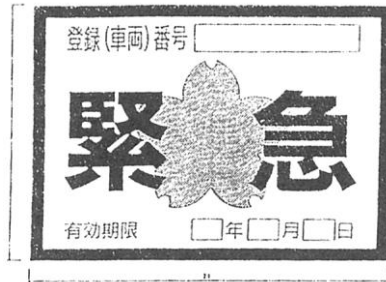 登録(車両)番号
緊急
有効期限 年 月 日